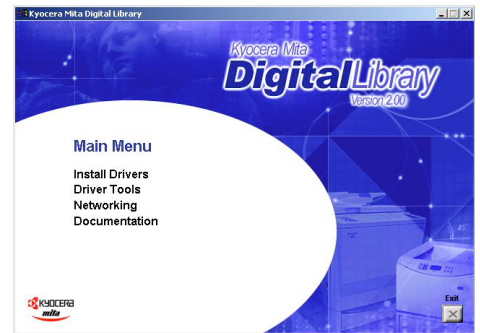 Kyocera Mita Digital Library
Kyocera Mita
DigitalLibrary
Version 2.00
Main Menu
Install Drivers
Driver Tools
Networking
Documentation
KYOCERA
mita
Exit